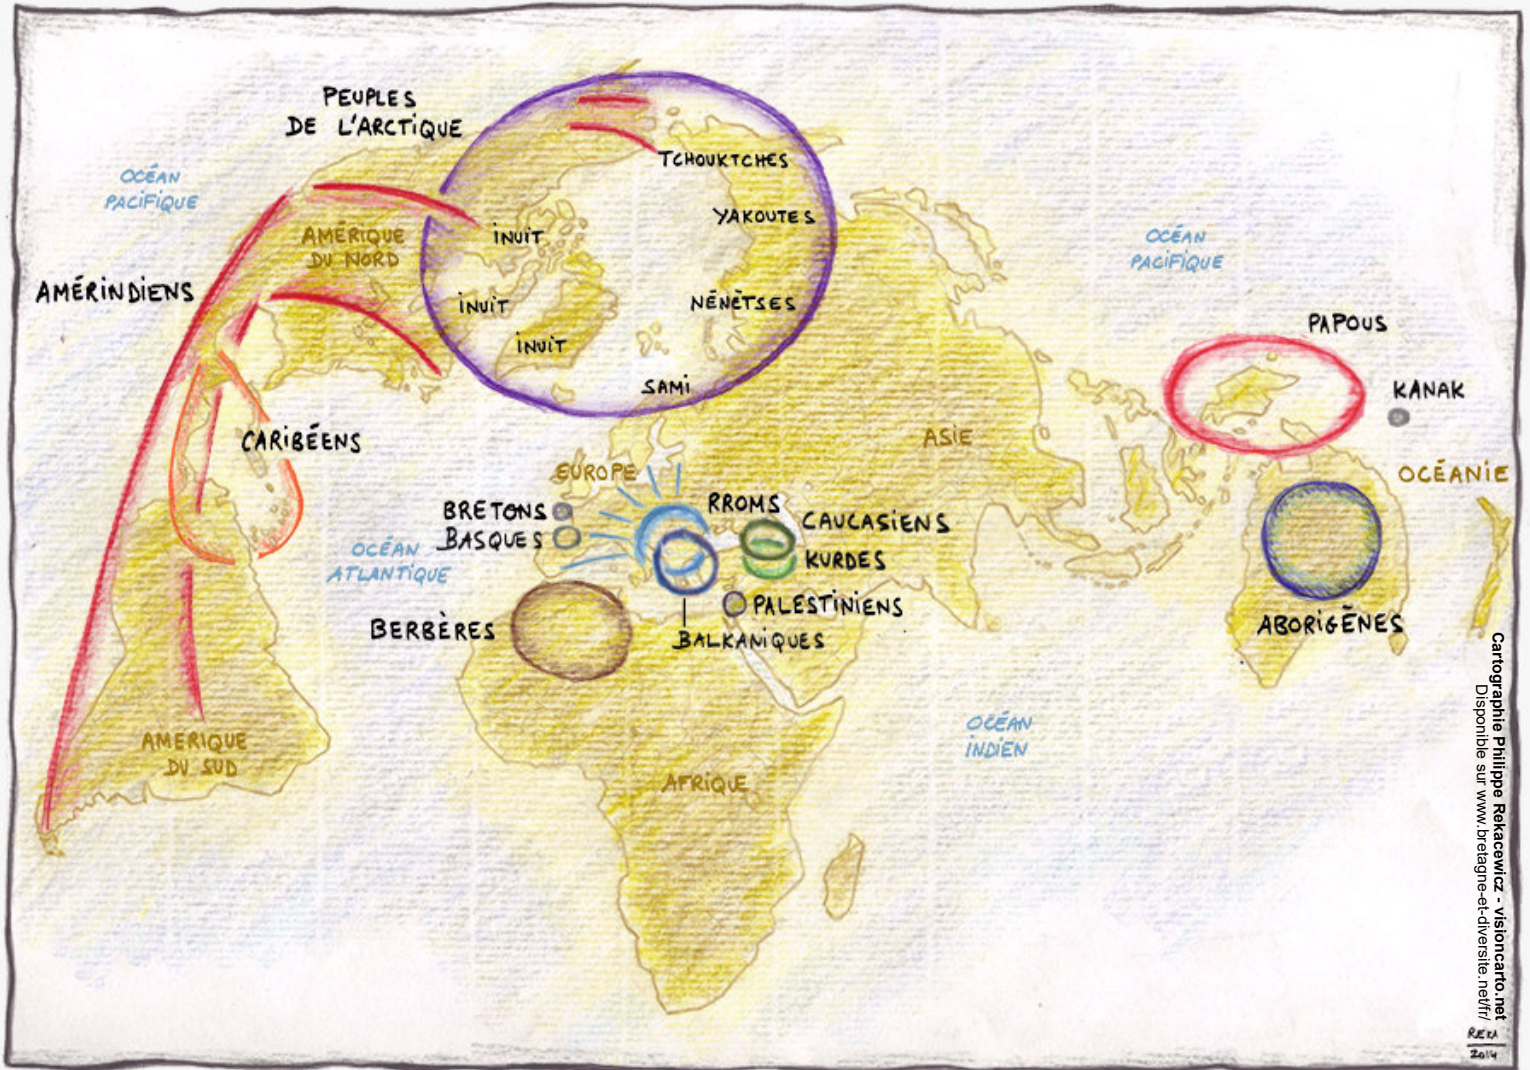 PEUPLES
DE L'ARCTIQUE
OCÉAN
PACIFIQUE
TCHOUKTCHES
YAKOUTES
INUIT
AMÉRIQUE
DU NORD
OCÉAN
PACIFIQUE
AMÉRINDIENS
INUIT
NÉNÈTSES
INUIT
PAPOUS
SAMI
KANAK
CARIBÉENS
ASIE
EUROPE
OCÉANIE
BRETONS
RROMS
BASQUES
CAUCASIENS
OCÉAN
ATLANTIQUE
KURDES
PALESTINIENS
BERBÈRES
BALKANIQUES
ABORIGÈNES
OCÉAN
INDIEN
AMÉRIQUE
DU SUD
AFRIQUE
Cartographie Philippe Rekacewicz - visioncarto.net
Disponible sur www.bretagne-et-diversite.net/fr/
REKA
2014